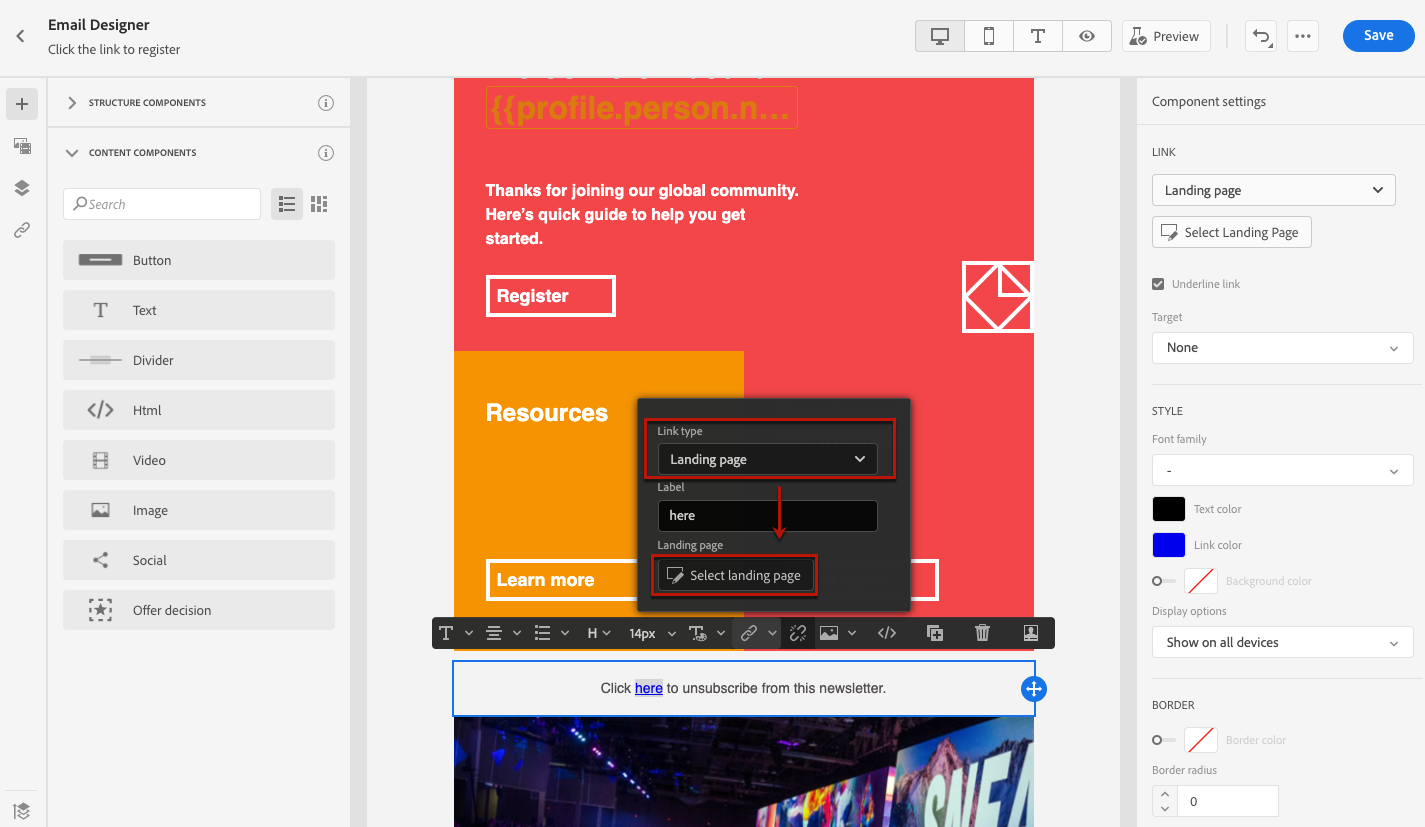 Email Designer
Click the link to register
Preview
Save
STRUCTURE COMPONENTS
CONTENT COMPONENTS
Search
Button
Text
Divider
Html
Video
Image
Social
Offer decision
{{profile.person.n...
Thanks for joining our global community.
Here's quick guide to help you get
started.
Register
Resources
Learn more
Link type
Landing page
Label
here
Landing page
Select landing page
H
14px
Click here to unsubscribe from this newsletter.
SNEA
Component settings
LINK
Landing page
Select Landing Page
Underline link
Target
None
STYLE
Font family
-
Text color
Link color
Background color
Display options
Show on all devices
BORDER
Border color
Border radius
0